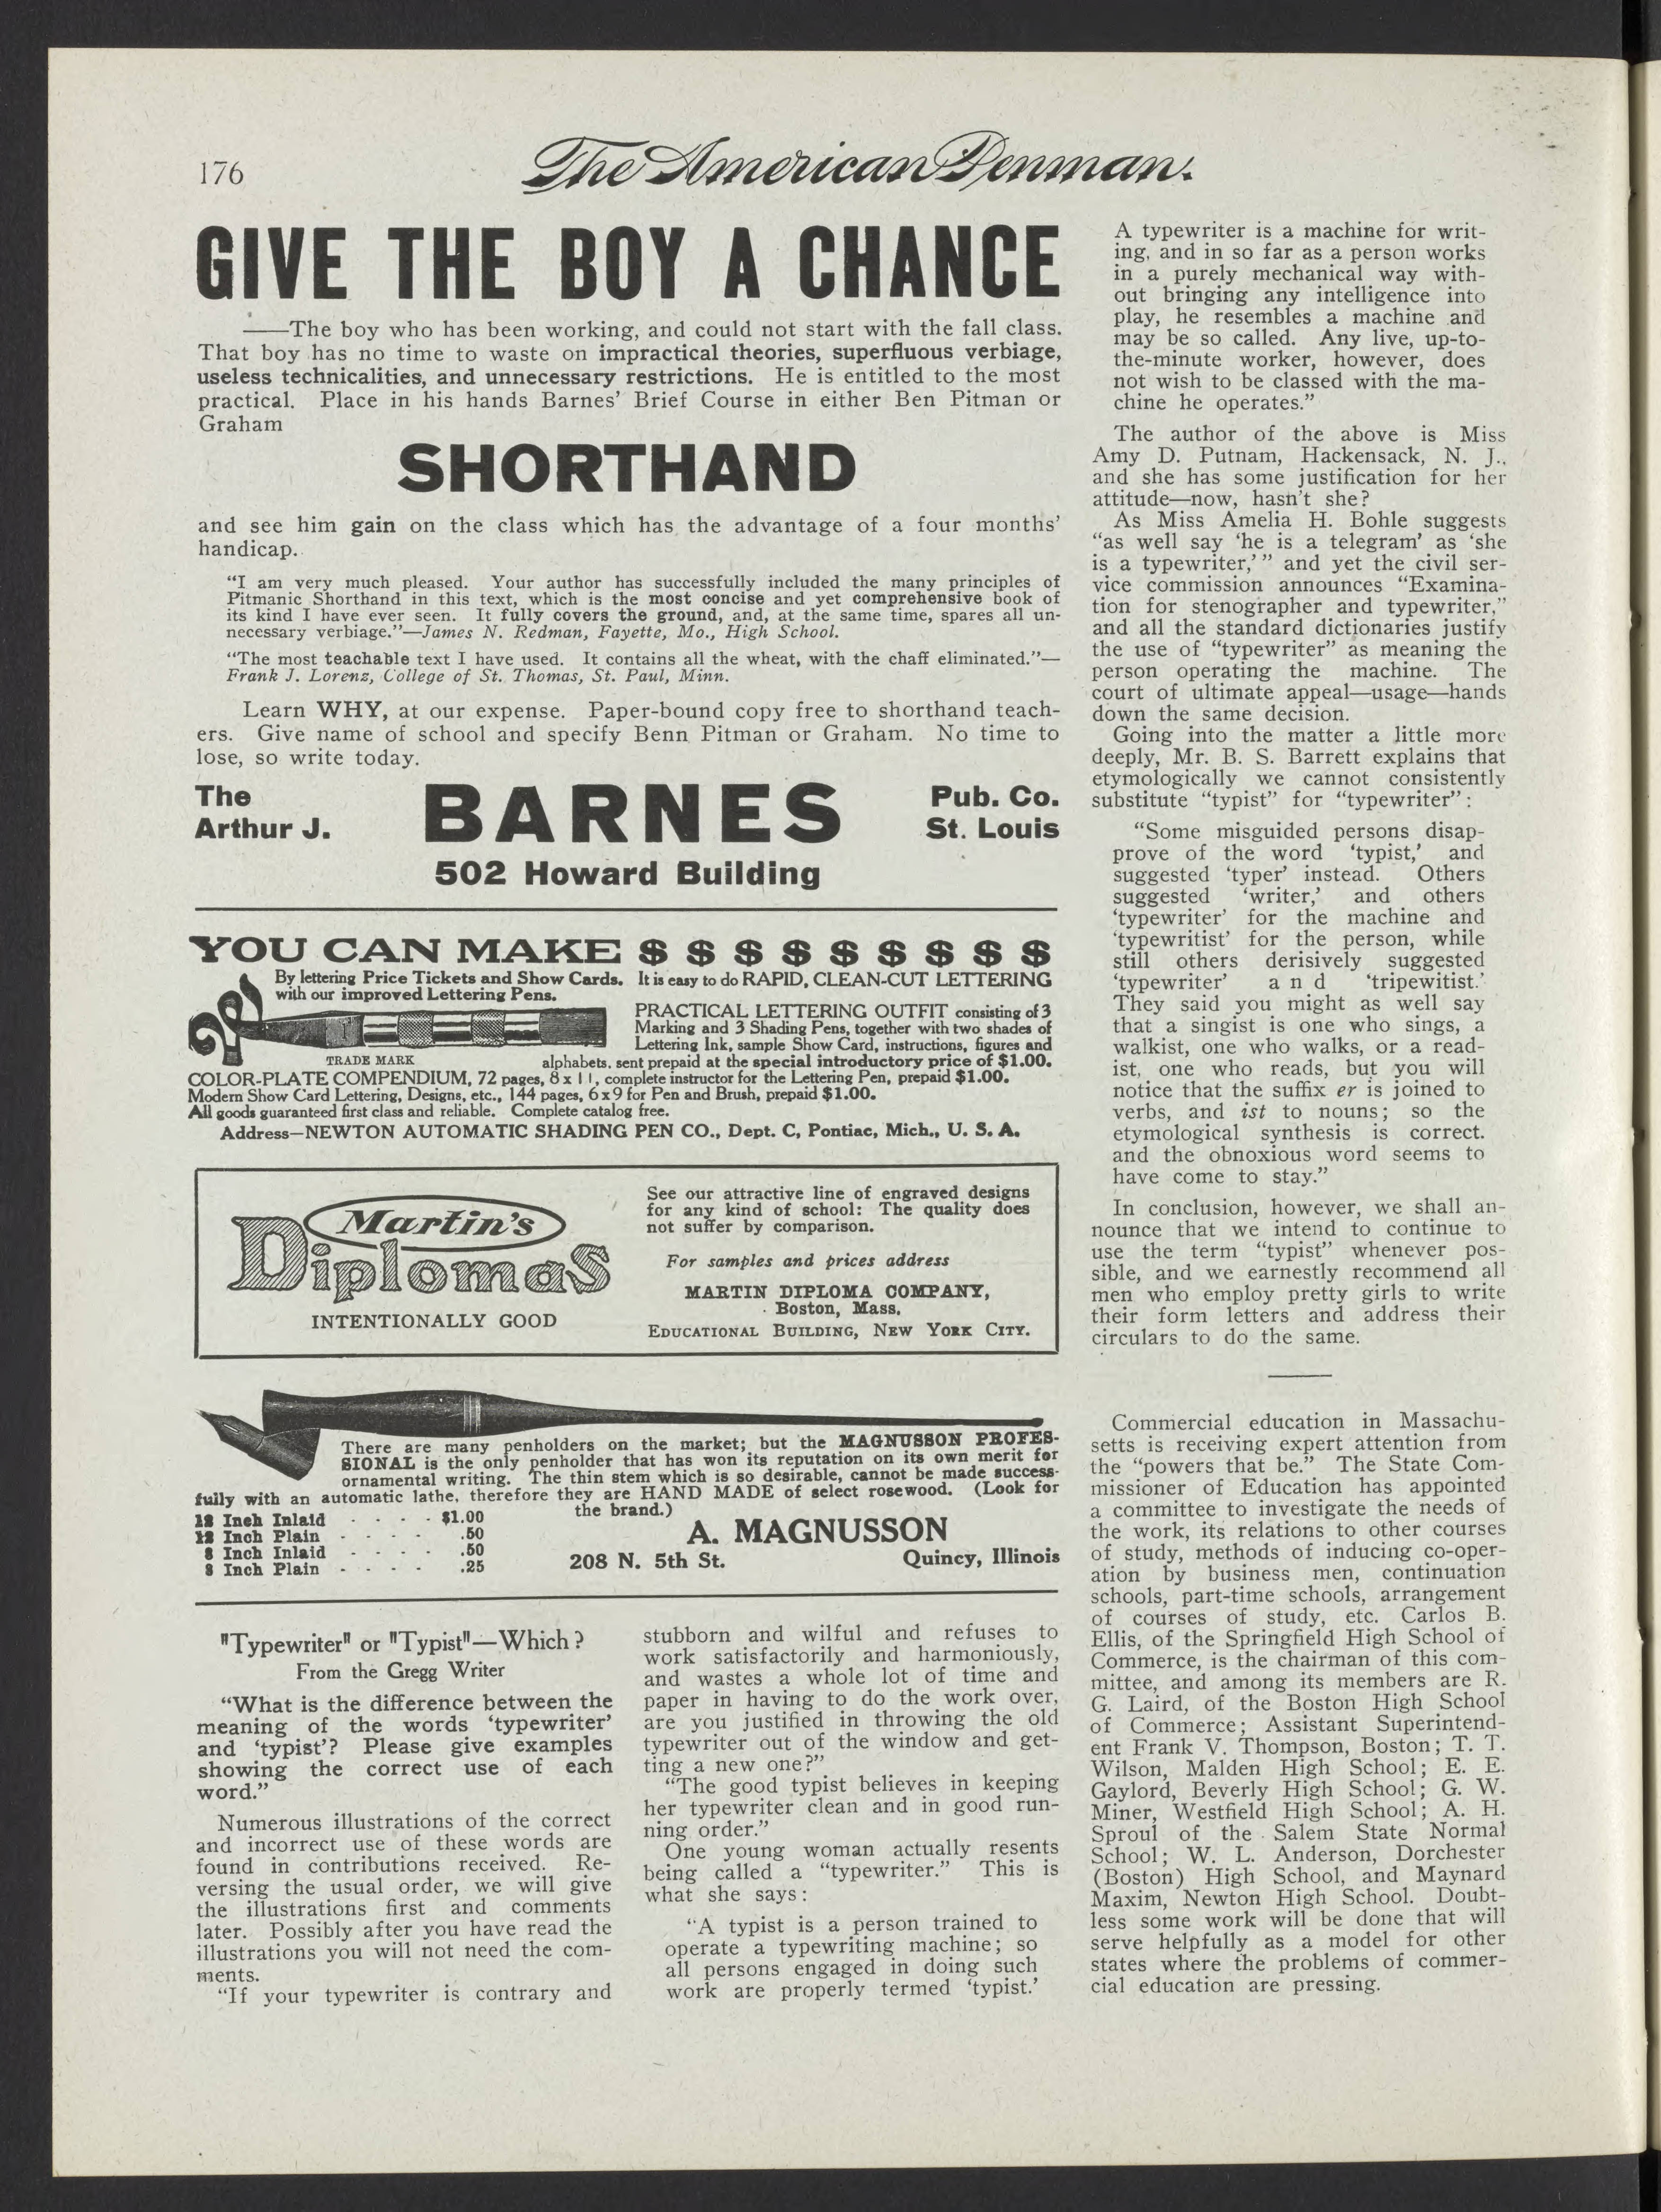 176
The American Penman.
GIVE THE BOY A CHANCE
——The boy who has been working, and could not start with the fall class.
That boy has no time to waste on impractical theories, superfluous verbiage,
useless technicalities, and unnecessary restrictions. He is entitled to the most
practical. Place in his hands Barnes' Brief Course in either Ben Pitman or
Graham
SHORTHAND
and see him gain on the class which has the advantage of a four months'
handicap.
"I am very much pleased. Your author has successfully included the many principles of
Pitmanic Shorthand in this text, which is the most concise and yet comprehensive book of
its kind I have ever seen. It fully covers the ground, and, at the same time, spares all un-
necessary verbiage."—James N. Redman, Fayette, Mo., High School.
"The most teachable text I have used. It contains all the wheat, with the chaff eliminated."—
Frank J. Lorenz, College of St. Thomas, St. Paul, Minn.
Learn WHY, at our expense. Paper-bound copy free to shorthand teach-
ers. Give name of school and specify Benn Pitman or Graham. No time to
lose, so write today.
The
Arthur J.
BARNES
Pub. Co.
St. Louis
502 Howard Building
YOU CAN MAKE $ $ $ $ $ $ $ $ $
By lettering Price Tickets and Show Cards. It is easy to do RAPID, CLEAN-CUT LETTERING
with our improved Lettering Pens.
PRACTICAL LETTERING OUTFIT consisting of 3
Marking and 3 Shading Pens, together with two shades of
Lettering Ink, sample Show Card, instructions, figures and
TRADE MARK
alphabets, sent prepaid at the special introductory price of $1.00.
COLOR-PLATE COMPENDIUM, 72 pages, 8 x 11, complete instructor for the Lettering Pen, prepaid $1.00.
Modern Show Card Lettering, Designs, etc., 144 pages, 6 x 9 for Pen and Brush, prepaid $1.00.
All goods guaranteed first class and reliable. Complete catalog free.
Address—NEWTON AUTOMATIC SHADING PEN CO., Dept. C, Pontiac, Mich., U. S. A.
Martin's
Diplomas
INTENTIONALLY GOOD
See our attractive line of engraved designs
for any kind of school: The quality does
not suffer by comparison.
For samples and prices address
MARTIN DIPLOMA COMPANY,
Boston, Mass.
EDUCATIONAL BUILDING, NEW YORK CITY.
There are many penholders on the market; but the MAGNUSSON PROFES-
SIONAL is the only penholder that has won its reputation on its own merit for
ornamental writing. The thin stem which is so desirable, cannot be made success-
fully with an automatic lathe, therefore they are HAND MADE of select rosewood. (Look for
the brand.)
12 Inch Inlaid - - - - $1.00
12 Inch Plain - - - - .50
8 Inch Inlaid - - - - .50
8 Inch Plain - - - - .25
A. MAGNUSSON
208 N. 5th St. Quincy, Illinois
"Typewriter" or "Typist"—Which?
From the Gregg Writer
"What is the difference between the
meaning of the words 'typewriter'
and 'typist'? Please give examples
showing the correct use of each
word."
Numerous illustrations of the correct
and incorrect use of these words are
found in contributions received. Re-
versing the usual order, we will give
the illustrations first and comments
later. Possibly after you have read the
illustrations you will not need the com-
ments.
"If your typewriter is contrary and
stubborn and wilful and refuses to
work satisfactorily and harmoniously,
and wastes a whole lot of time and
paper in having to do the work over,
are you justified in throwing the old
typewriter out of the window and get-
ting a new one?"
"The good typist believes in keeping
her typewriter clean and in good run-
ning order."
One young woman actually resents
being called a "typewriter." This is
what she says:
"A typist is a person trained to
operate a typewriting machine; so
all persons engaged in doing such
work are properly termed 'typist.'
A typewriter is a machine for writ-
ing, and in so far as a person works
in a purely mechanical way with-
out bringing any intelligence into
play, he resembles a machine and
may be so called. Any live, up-to-
the-minute worker, however, does
not wish to be classed with the ma-
chine he operates."
The author of the above is Miss
Amy D. Putnam, Hackensack, N. J.,
and she has some justification for her
attitude—now, hasn't she?
As Miss Amelia H. Bohle suggests
"as well say 'he is a telegram' as 'she
is a typewriter,'" and yet the civil ser-
vice commission announces "Examina-
tion for stenographer and typewriter,"
and all the standard dictionaries justify
the use of "typewriter" as meaning the
person operating the machine. The
court of ultimate appeal—usage—hands
down the same decision.
Going into the matter a little more
deeply, Mr. B. S. Barrett explains that
etymologically we cannot consistently
substitute "typist" for "typewriter":
"Some misguided persons disap-
prove of the word 'typist,' and
suggested 'typer' instead. Others
suggested 'writer,' and others
'typewriter' for the machine and
'typewritist' for the person, while
still others derisively suggested
'typewriter' and 'tripewitist.'
They said you might as well say
that a singist is one who sings, a
walkist, one who walks, or a read-
ist, one who reads, but you will
notice that the suffix er is joined to
verbs, and ist to nouns; so the
etymological synthesis is correct.
and the obnoxious word seems to
have come to stay."
In conclusion, however, we shall an-
nounce that we intend to continue to
use the term "typist" whenever pos-
sible, and we earnestly recommend all
men who employ pretty girls to write
their form letters and address their
circulars to do the same.
Commercial education in Massachu-
setts is receiving expert attention from
the "powers that be." The State Com-
missioner of Education has appointed
a committee to investigate the needs of
the work, its relations to other courses
of study, methods of inducing co-oper-
ation by business men, continuation
schools, part-time schools, arrangement
of courses of study, etc. Carlos B.
Ellis, of the Springfield High School of
Commerce, is the chairman of this com-
mittee, and among its members are R.
G. Laird, of the Boston High School
of Commerce; Assistant Superintend-
ent Frank V. Thompson, Boston; T. T.
Wilson, Malden High School; E. E.
Gaylord, Beverly High School; G. W.
Miner, Westfield High School; A. H.
Sproul of the Salem State Normal
School; W. L. Anderson, Dorchester
(Boston) High School, and Maynard
Maxim, Newton High School. Doubt-
less some work will be done that will
serve helpfully as a model for other
states where the problems of commer-
cial education are pressing.